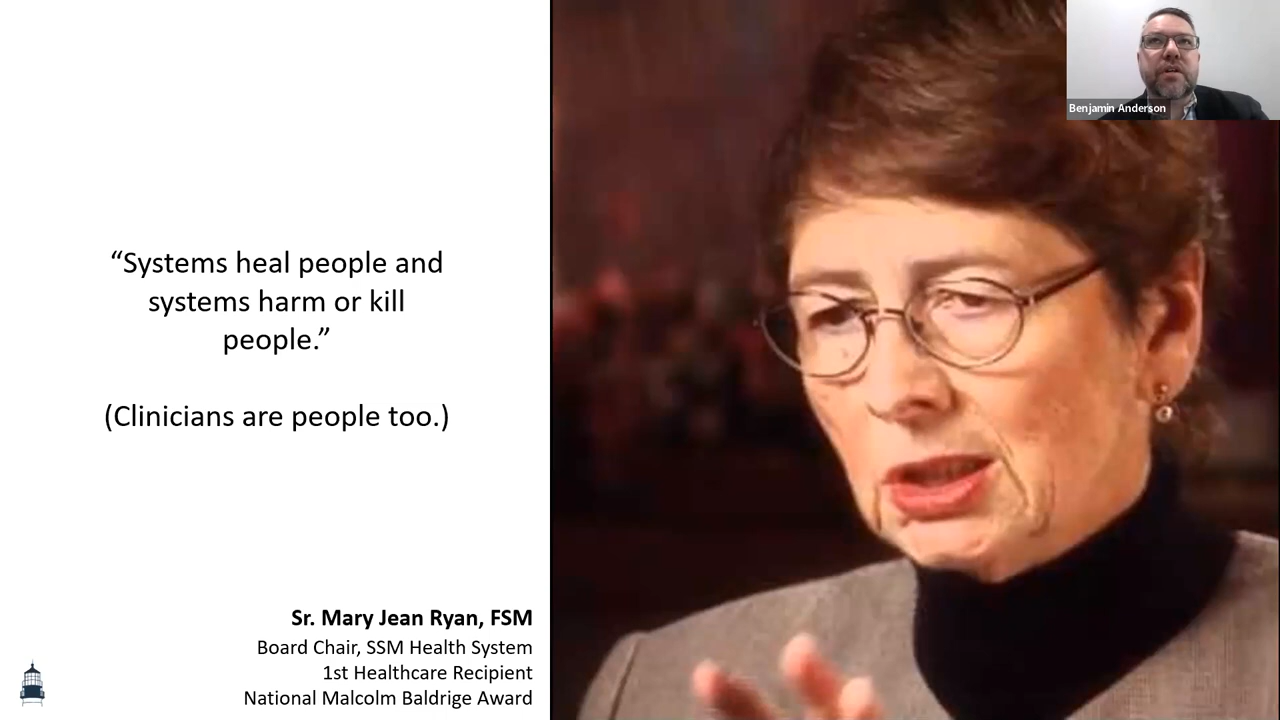 “Systems heal people and
systems harm or kill
people.”
(Clinicians are people too.)
Sr. Mary Jean Ryan, FSM
Board Chair, SSM Health System
1st Healthcare Recipient
National Malcolm Baldrige Award
Benjamin Anderson